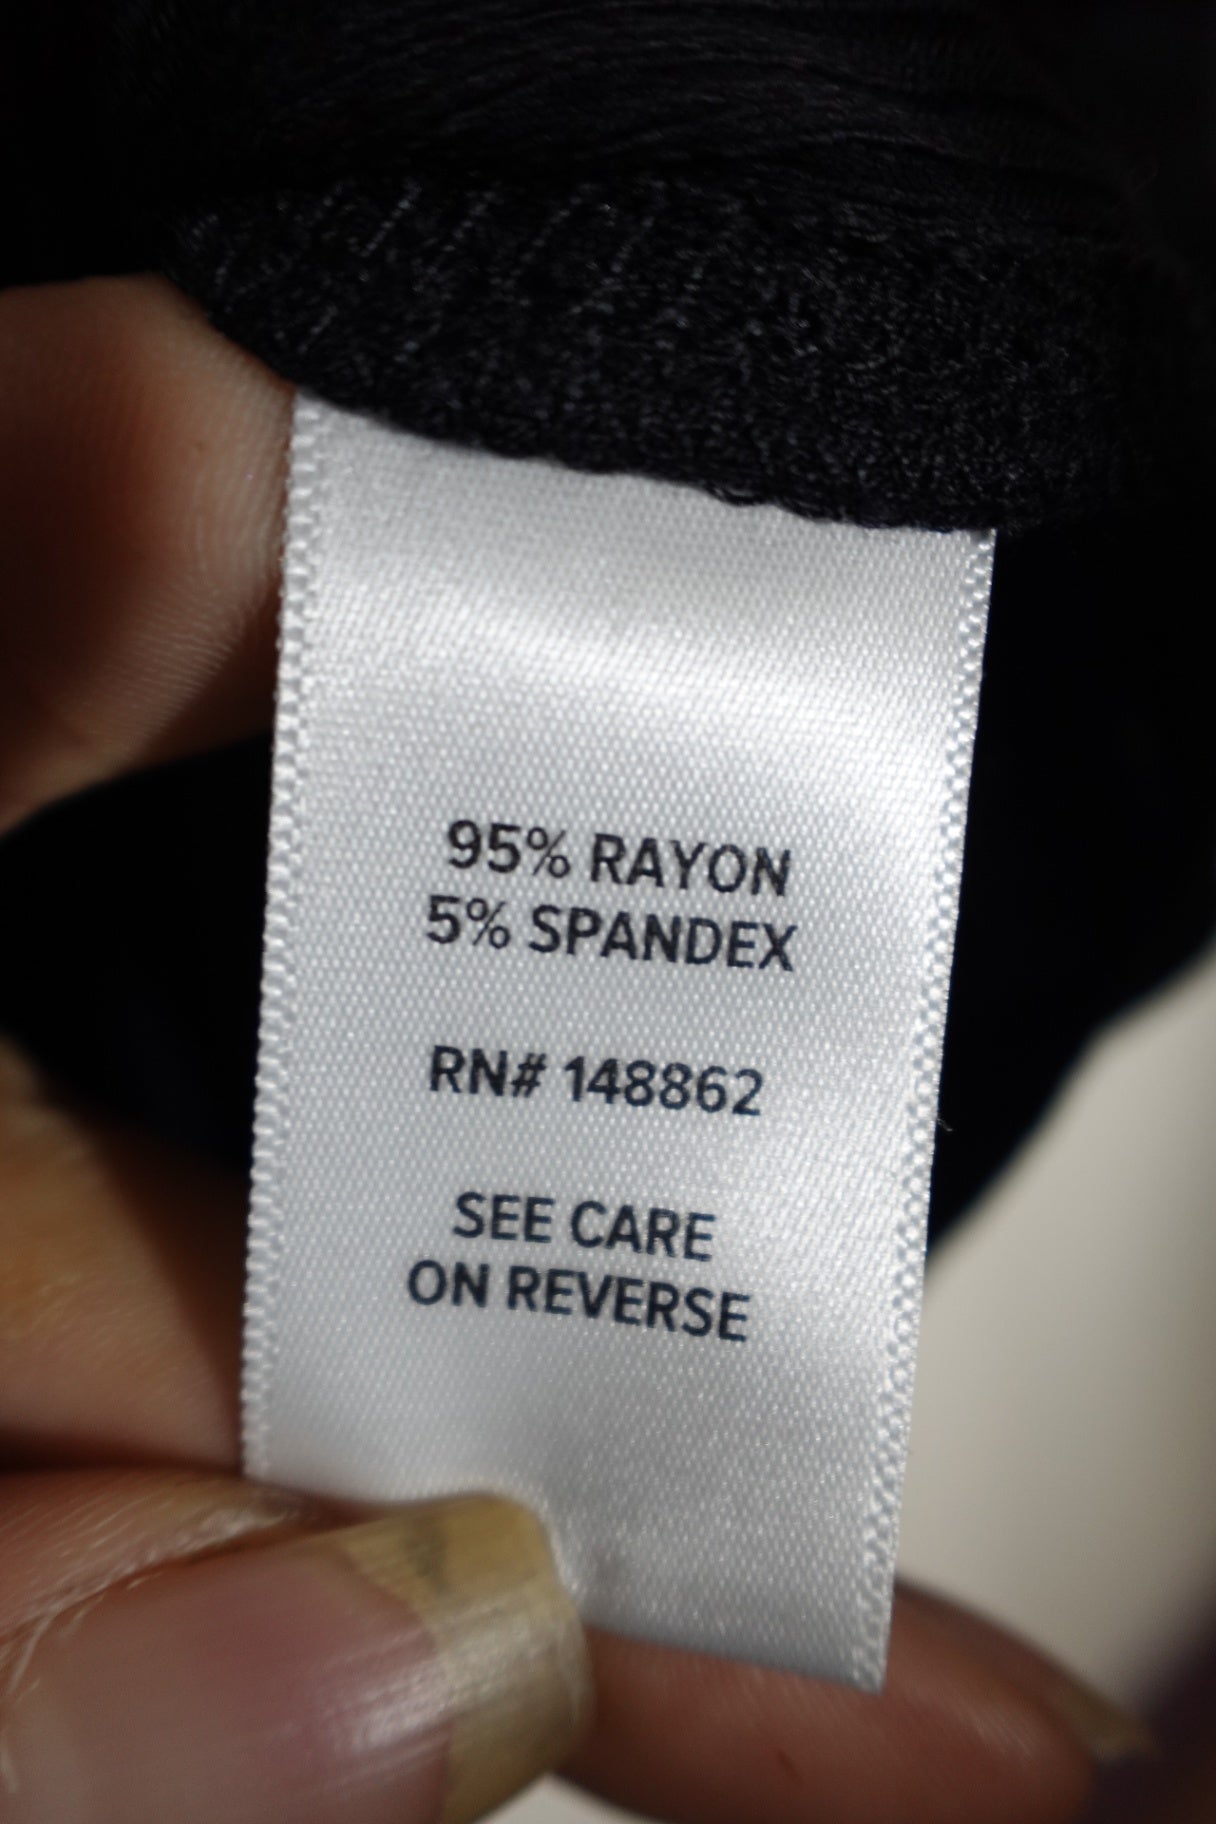 95% RAYON
5% SPANDEX
RN# 148862
SEE CARE
ON REVERSE